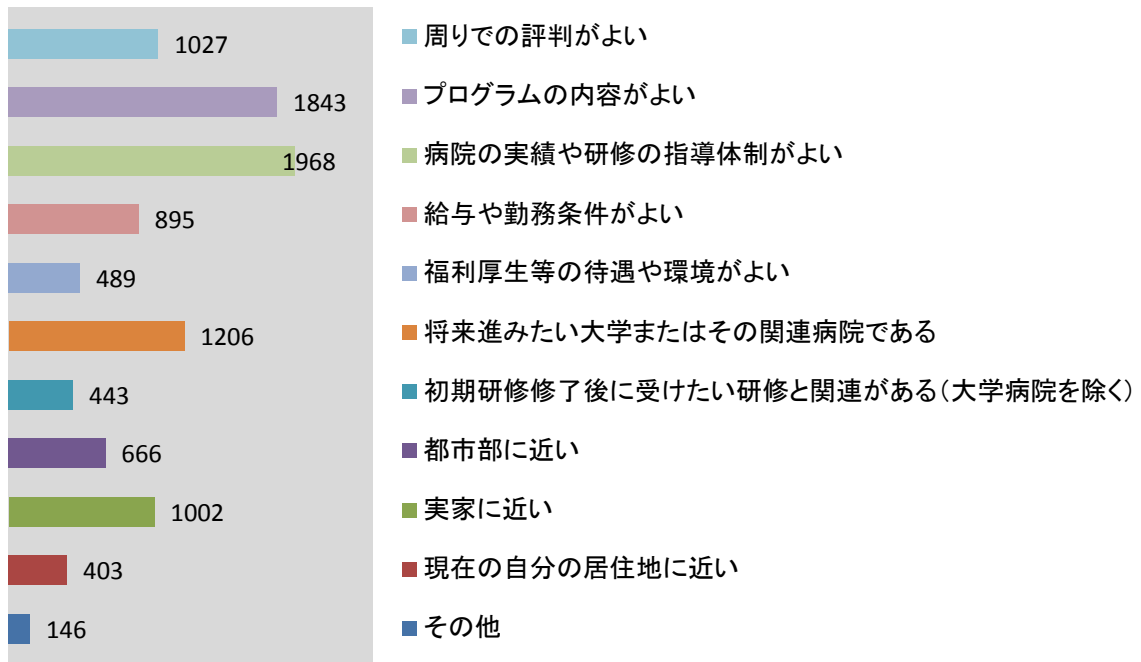 1027 周りでの評判がよい
1843 プログラムの内容がよい
1968 病院の実績や研修の指導体制がよい
895 給与や勤務条件がよい
489 福利厚生等の待遇や環境がよい
1206 将来進みたい大学またはその関連病院である
443 初期研修修了後に受けたい研修と関連がある（大学病院を除く）
666 都市部に近い
1002 実家に近い
403 現在の自分の居住地に近い
146 その他